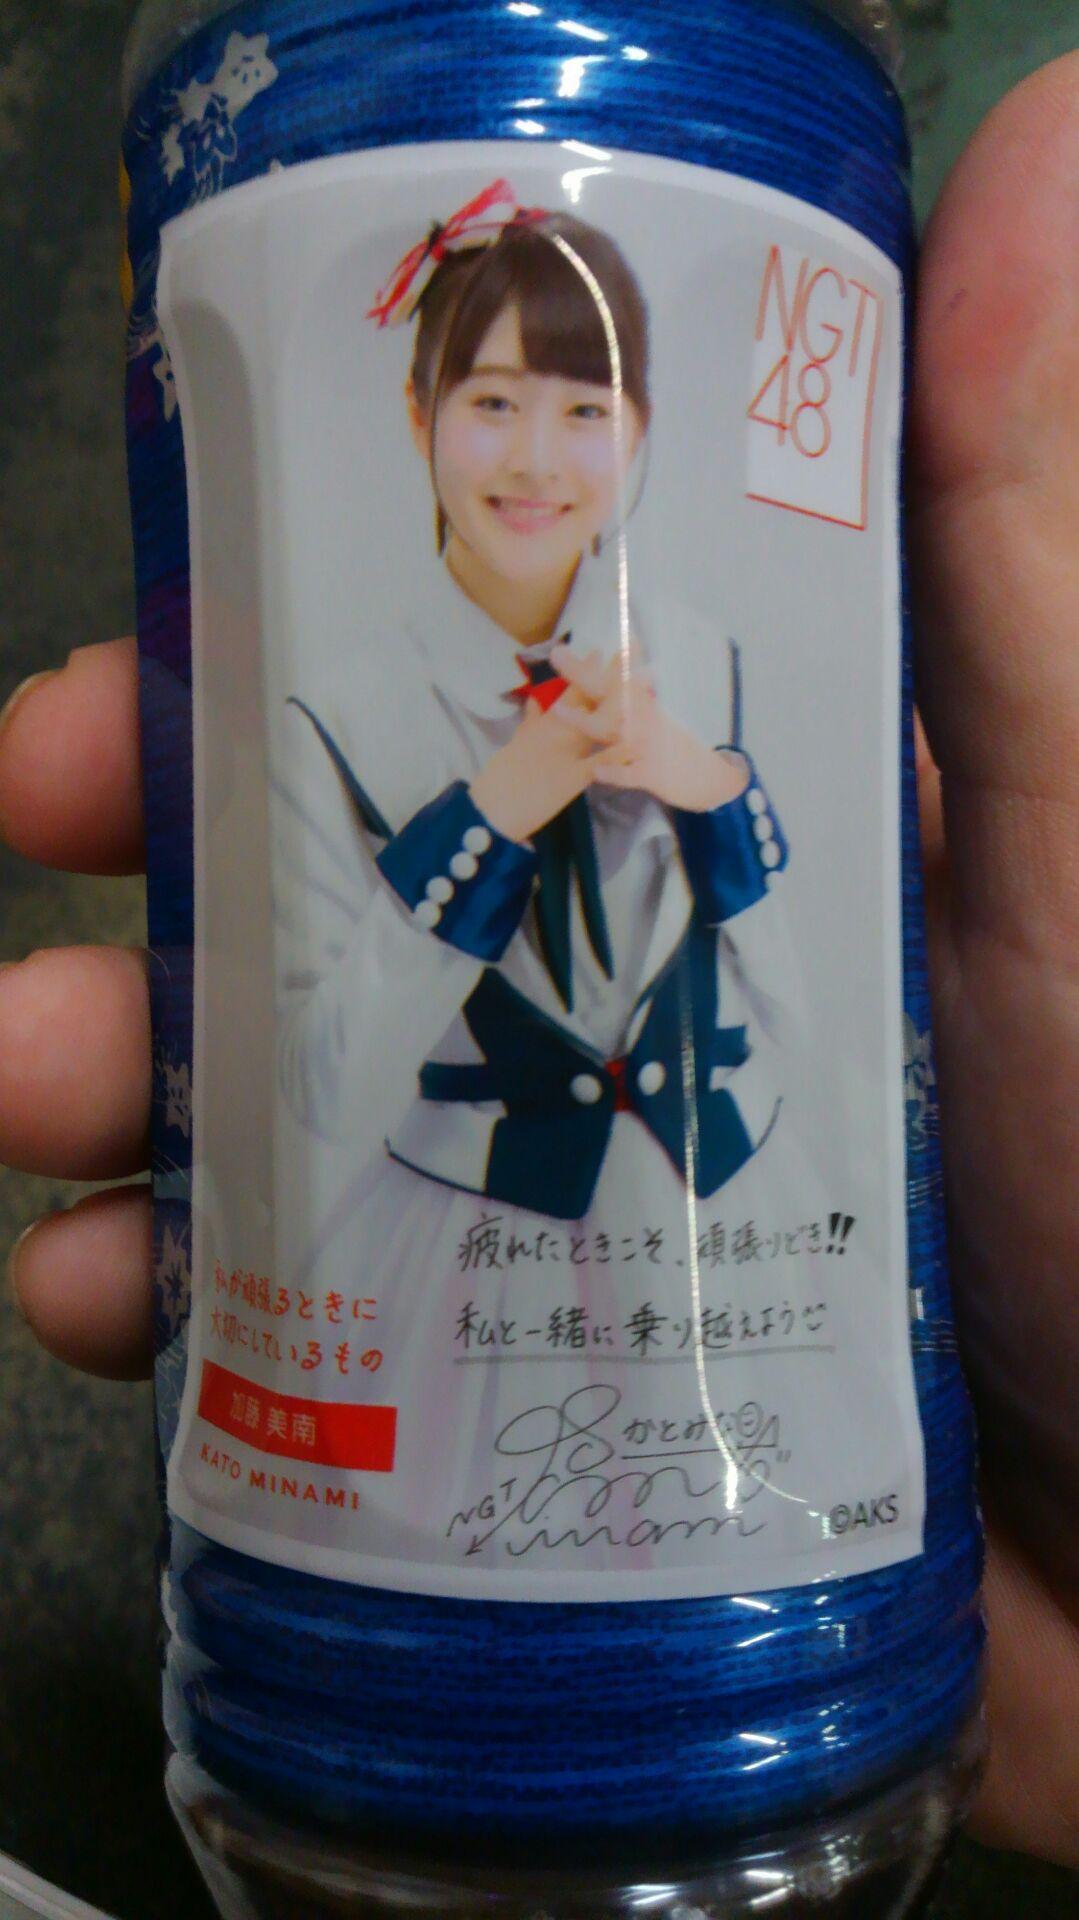 NGT
48
疲れたときこそ、頑張りどき!!
私と一緒に乗り越えよう
私が頑張るときに
大切にしているもの
加藤 美南
KATO MINAMI
かとみな
NGT
©AKS